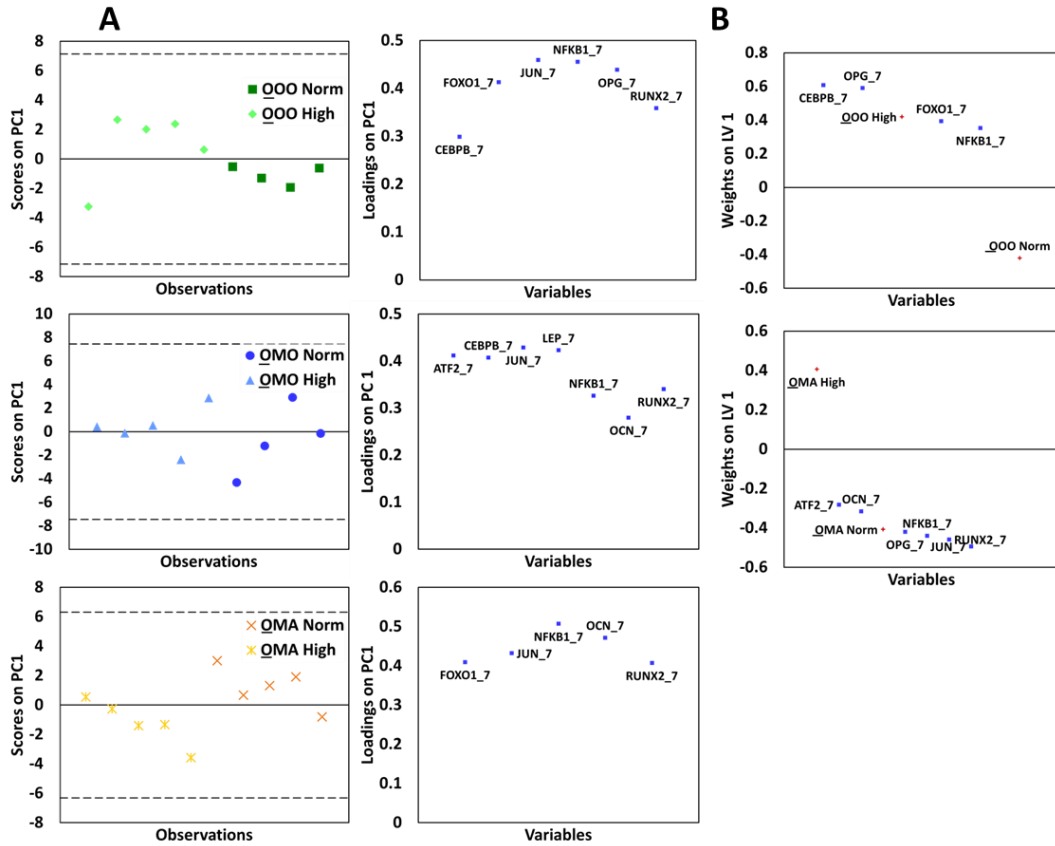 A
8
6
4
2
0
-2
-4
-6
-8
Scores on PC1
Observations
OOO Norm
OOO High
0.5
0.4
0.3
0.2
0.1
0
Loadings on PC1
Variables
CEBPB_7
FOXO1_7
JUN_7
NFKB1_7
OPG_7
RUNX2_7
10
8
6
4
2
0
-2
-4
-6
-8
-10
Scores on PC1
Observations
OMO Norm
OMO High
0.5
0.4
0.3
0.2
0.1
0
Loadings on PC 1
Variables
ATF2_7
CEBPB_7
JUN_7
LEP_7
NFKB1_7
OCN_7
RUNX2_7
8
6
4
2
0
-2
-4
-6
-8
Scores on PC1
Observations
OMA Norm
OMA High
0.6
0.5
0.4
0.3
0.2
0.1
0
Loadings on PC1
Variables
FOXO1_7
JUN_7
NFKB1_7
OCN_7
RUNX2_7
B
0.8
0.6
0.4
0.2
0
-0.2
-0.4
-0.6
Weights on LV 1
Variables
CEBPB_7
OPG_7
OOO High
FOXO1_7
NFKB1_7
OOO Norm
0.6
0.4
0.2
0
-0.2
-0.4
-0.6
Weights on LV 1
Variables
OMA High
ATF2_7
OCN_7
OMA Norm
NFKB1_7
OPG_7
JUN_7
RUNX2_7